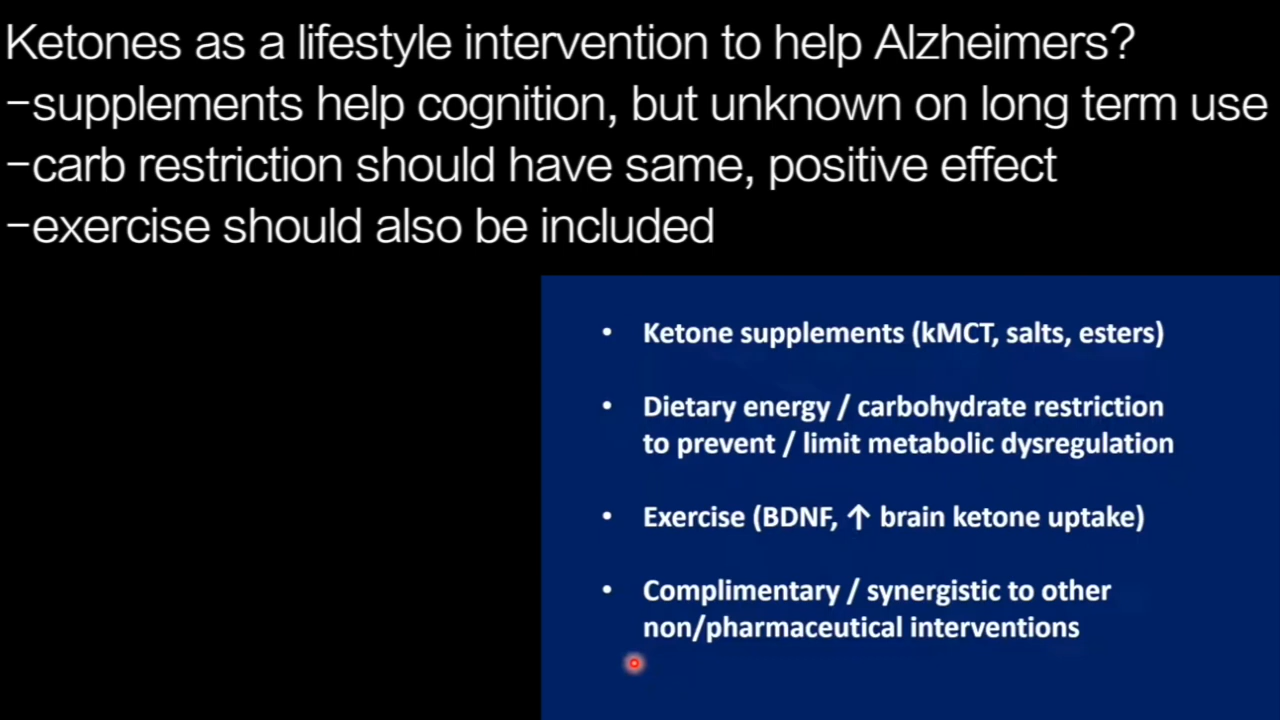 Ketones as a lifestyle intervention to help Alzheimers?
−supplements help cognition, but unknown on long term use
−carb restriction should have same, positive effect
−exercise should also be included
• Ketone supplements (kMCT, salts, esters)
• Dietary energy / carbohydrate restriction
to prevent / limit metabolic dysregulation
• Exercise (BDNF, ↑ brain ketone uptake)
• Complimentary / synergistic to other
non/pharmaceutical interventions